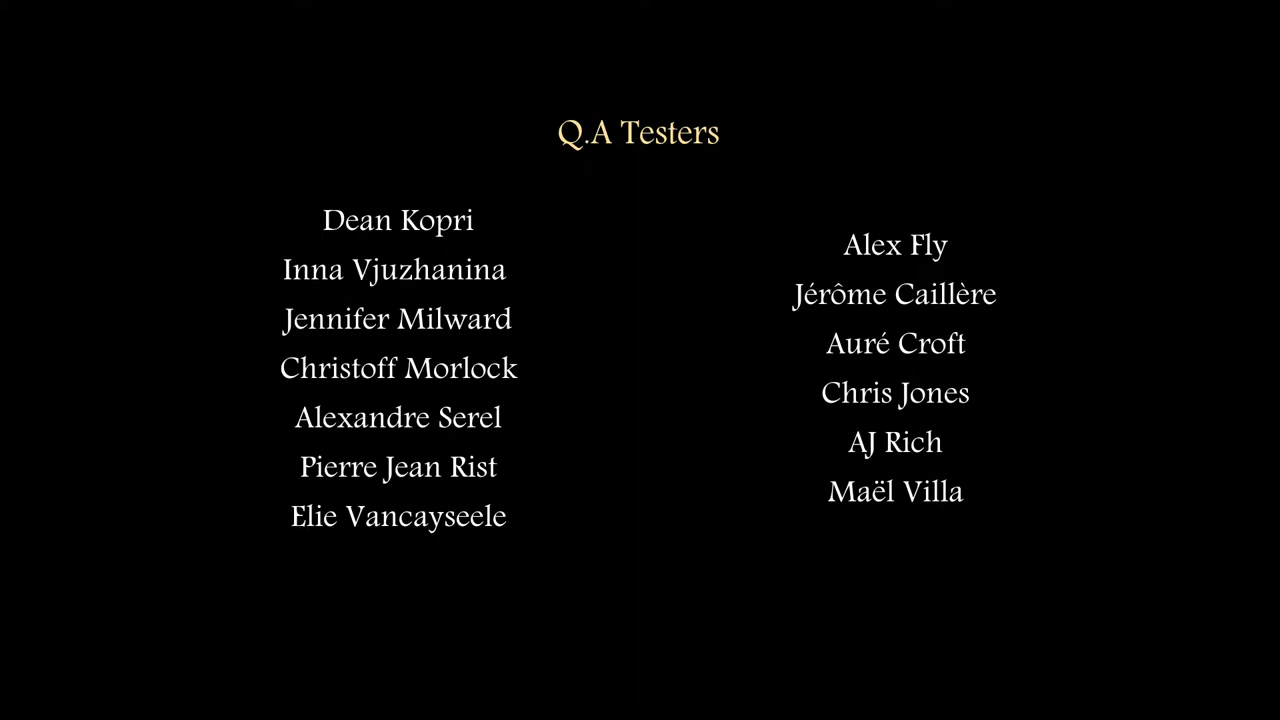 Q.A Testers
Dean Kopri
Inna Vjuzhanina
Jennifer Milward
Christoff Morlock
Alexandre Serel
Pierre Jean Rist
Elie Vancayseele
Alex Fly
Jérôme Caillère
Auré Croft
Chris Jones
AJ Rich
Maël Villa